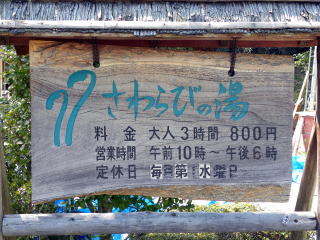 さわらびの湯
料金 大人3時間 800円
営業時間 午前10時～午後6時
定休日 毎月第1水曜日